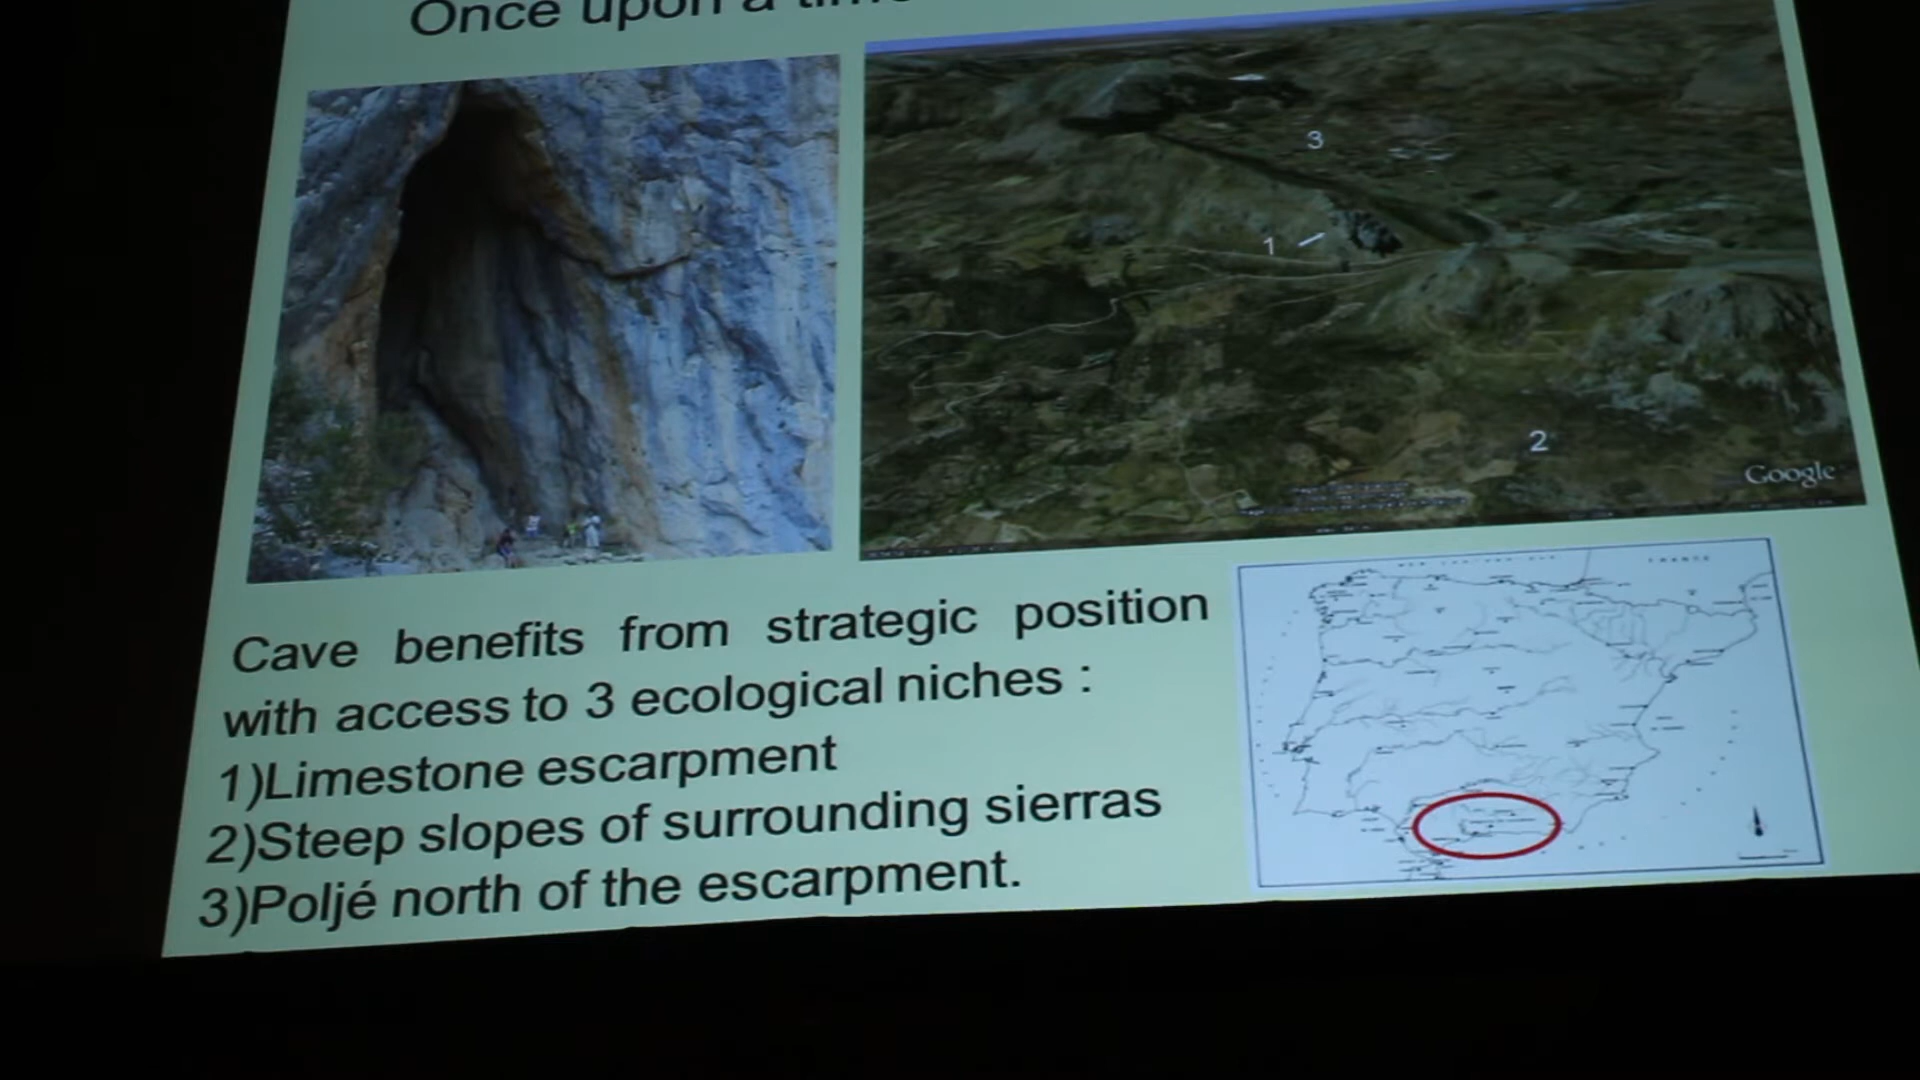 Once upon a
3
1
2
Google
FRANCE
Cave benefits from strategic position
with access to 3 ecological niches :
1)Limestone escarpment
2)Steep slopes of surrounding sierras
3)Poljé north of the escarpment.